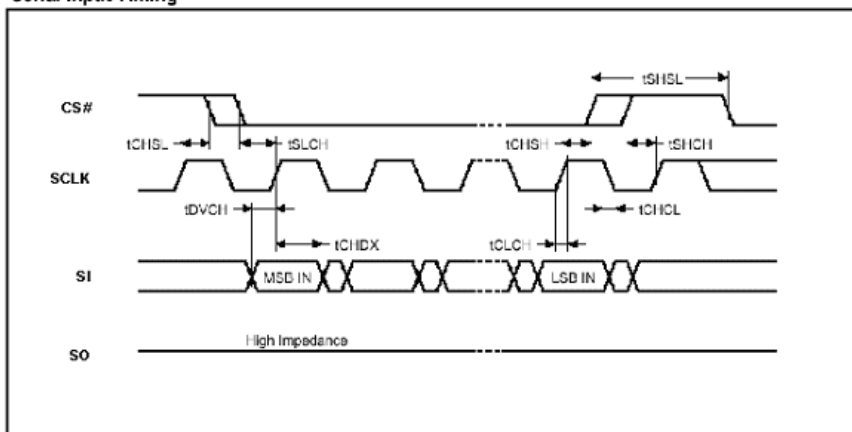 Serial Input Timing
tSHSL
CS#
tCHSL
tSLCH
tCHSH
tSHCH
SCLK
tDVCH
tCHCL
tCHDX
tCLCH
SI
MSB IN
LSB IN
High Impedance
SO